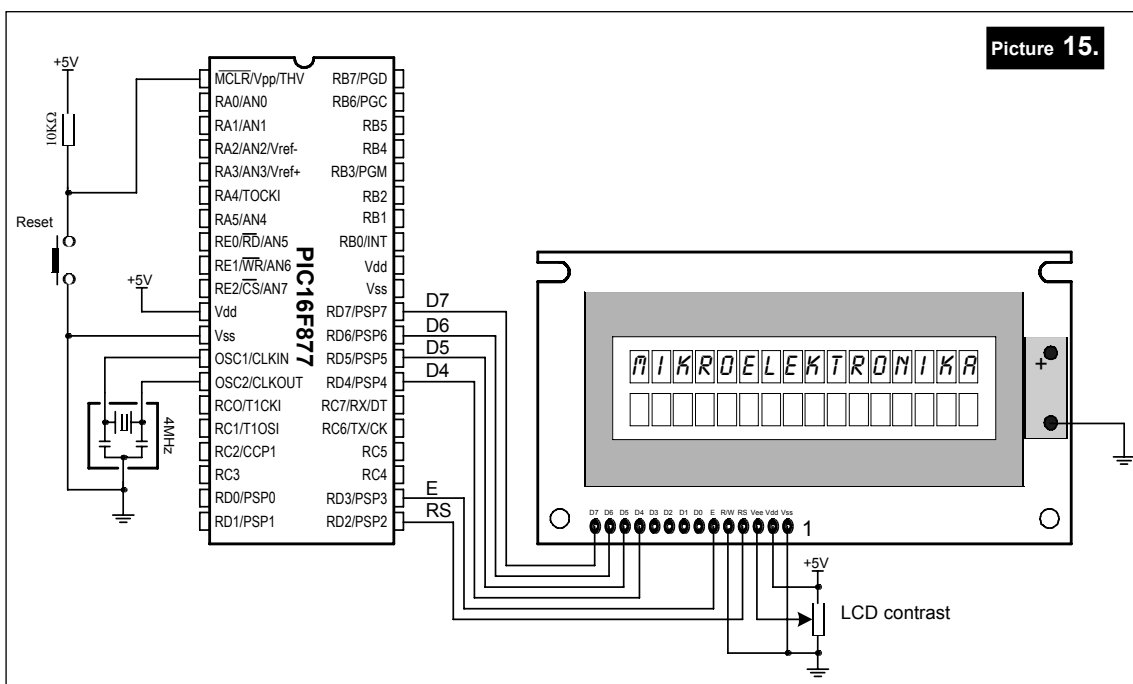 Picture 15.
+5V
10KΩ
Reset
+5V
4MHz
MCLR/Vpp/THV
RA0/AN0
RA1/AN1
RA2/AN2/Vref-
RA3/AN3/Vref+
RA4/TOCKI
RA5/AN4
RE0/RD/AN5
RE1/WR/AN6
RE2/CS/AN7
Vdd
Vss
OSC1/CLKIN
OSC2/CLKOUT
RCO/T1CKI
RC1/T1OSI
RC2/CCP1
RC3
RD0/PSP0
RD1/PSP1
PIC16F877
RB7/PGD
RB6/PGC
RB5
RB4
RB3/PGM
RB2
RB1
RB0/INT
Vdd
Vss
RD7/PSP7
RD6/PSP6
RD5/PSP5
RD4/PSP4
RC7/RX/DT
RC6/TX/CK
RC5
RC4
RD3/PSP3
RD2/PSP2
D7
D6
D5
D4
E
RS
MIKROELEKTRONIKA
+
D7 D6 D5 D4 D3 D2 D1 D0 E R/W RS Vee Vdd Vss
1
+5V
LCD contrast